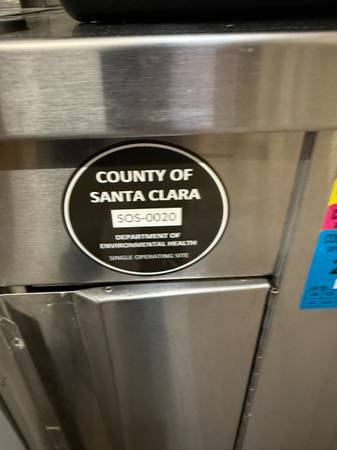 COUNTY OF
SANTA CLARA
SOS-0020
DEPARTMENT OF
ENVIRONMENTAL HEALTH
SINGLE OPERATING SITE